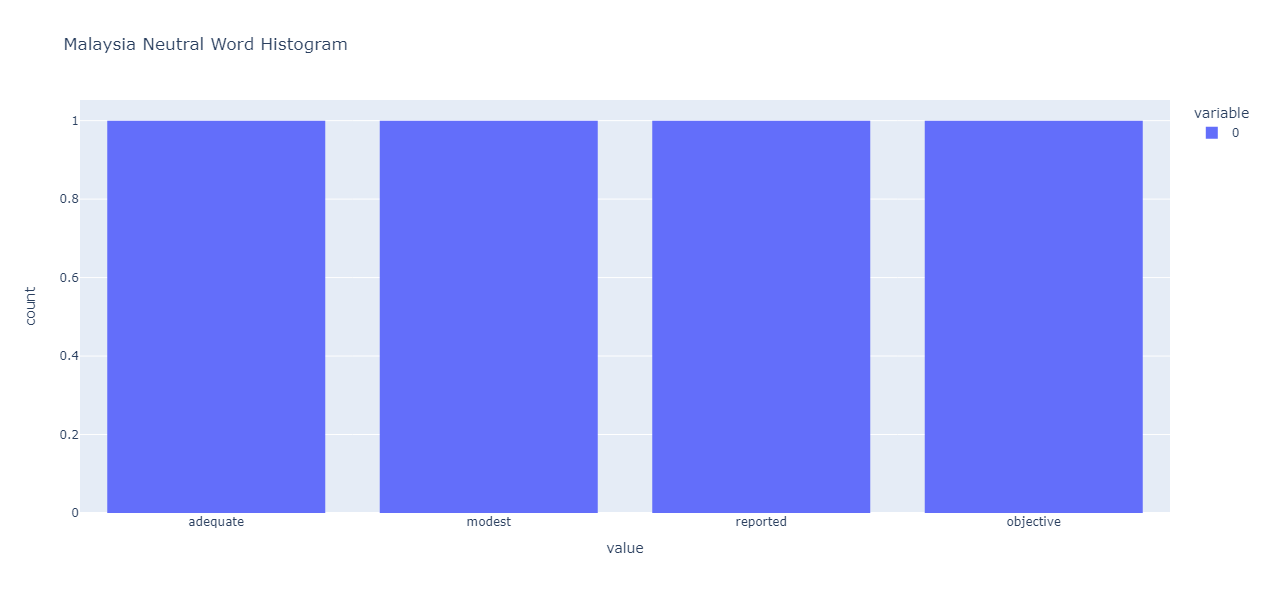 Malaysia Neutral Word Histogram
variable
0
count
1
0.8
0.6
0.4
0.2
0
adequate
modest
reported
objective
value